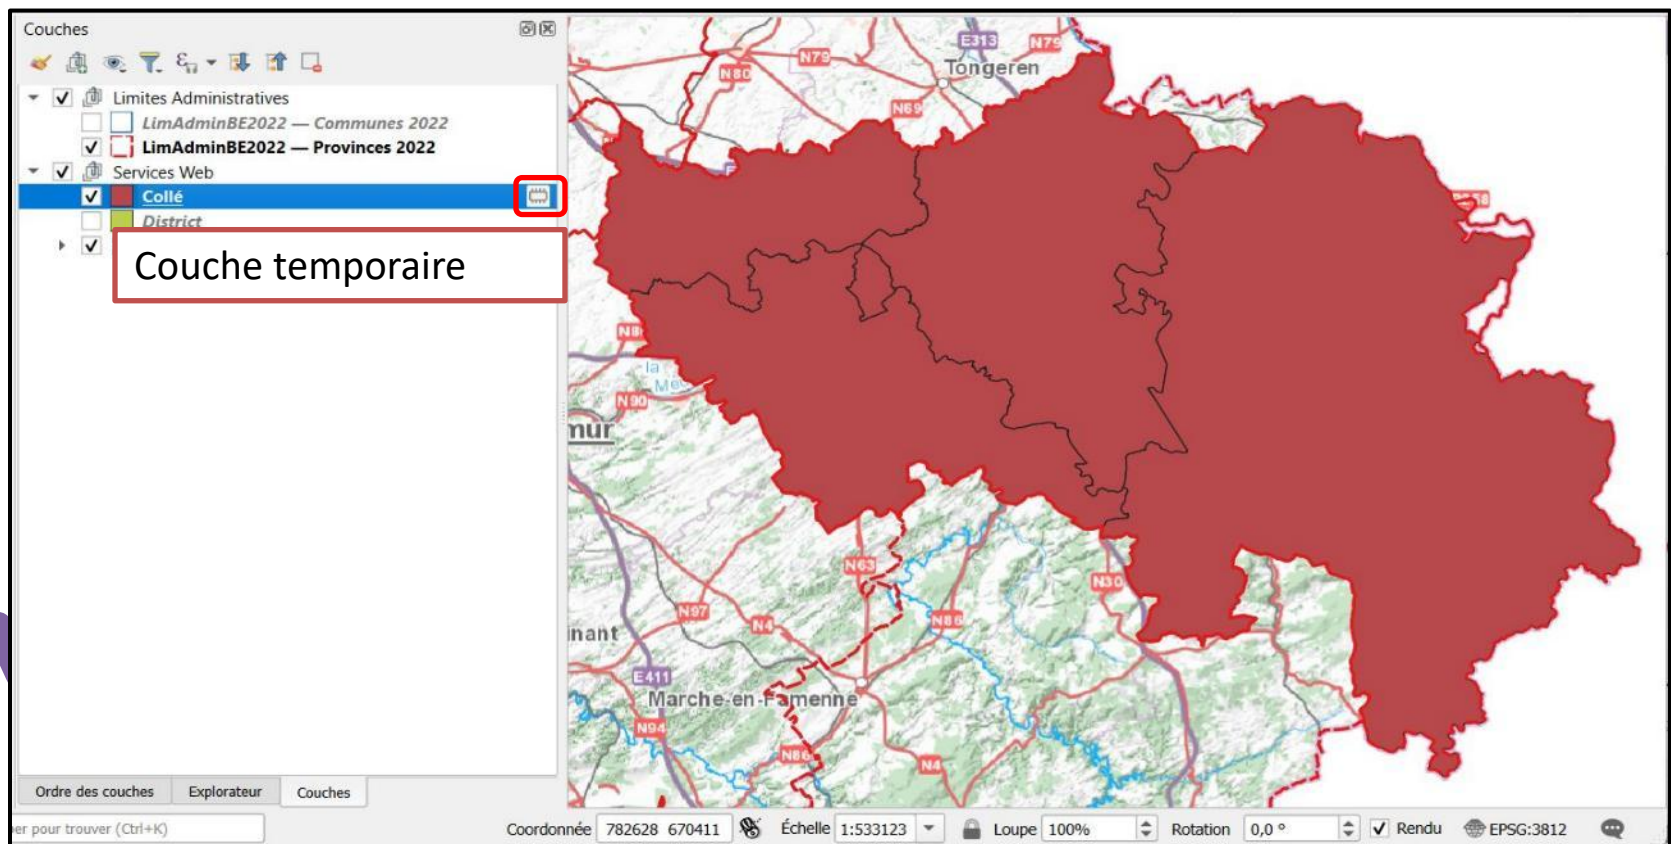 Couches
Limites Administratives
LimAdminBE2022 — Communes 2022
LimAdminBE2022 — Provinces 2022
Services Web
Collé
District
Couche temporaire
Ordre des couches
Explorateur
Couches
er pour trouver (Ctrl+K)
Coordonnée 782628 670411
Échelle 1:533123
Loupe 100%
Rotation 0,0 °
Rendu
EPSG:3812
E313
N79
N79
N80
Tongeren
N69
la
N90
mur
N63
N30
N97
N4
N86
nant
E411
Marche-en-Famenne
N94
N86
N4